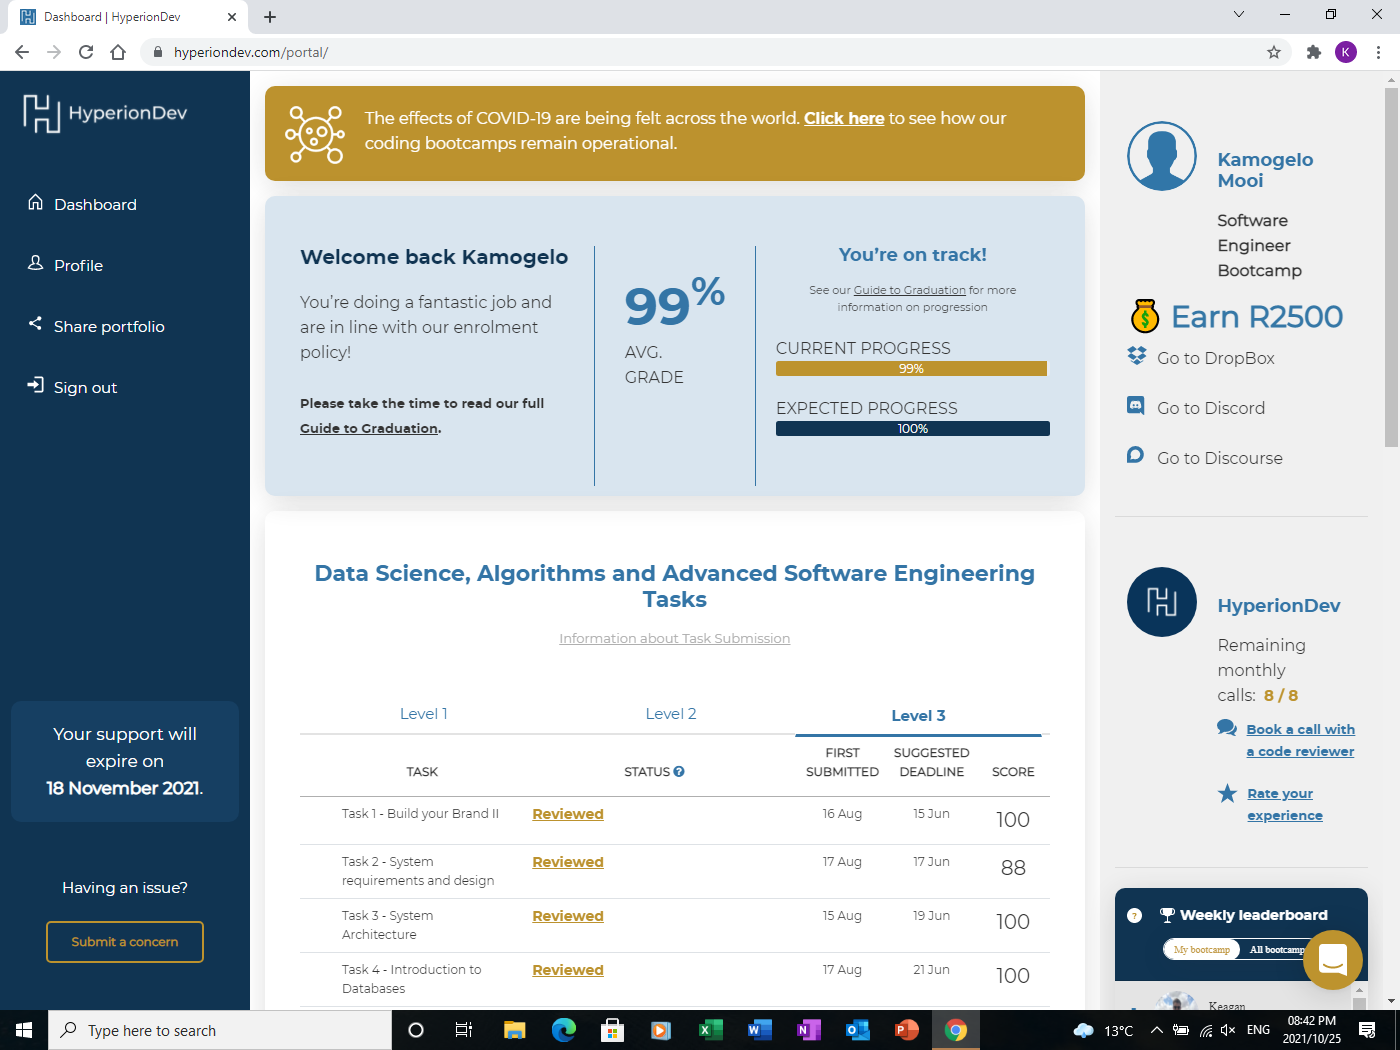 Dashboard | HyperionDev
hyperiondev.com/portal/
K
HyperionDev
Dashboard
Profile
Share portfolio
Sign out
Your support will
expire on
18 November 2021.
Having an issue?
Submit a concern
The effects of COVID-19 are being felt across the world. Click here to see how our
coding bootcamps remain operational.
Welcome back Kamogelo
You're doing a fantastic job and
are in line with our enrolment
policy!
Please take the time to read our full
Guide to Graduation.
99%
AVG.
GRADE
You're on track!
See our Guide to Graduation for more
information on progression
CURRENT PROGRESS
99%
EXPECTED PROGRESS
100%
Data Science, Algorithms and Advanced Software Engineering
Tasks
Information about Task Submission
Level 1 Level 2 Level 3
FIRST SUGGESTED
TASK STATUS ? SUBMITTED DEADLINE SCORE
Task 1 - Build your Brand II Reviewed 16 Aug 15 Jun 100
Task 2 - System Reviewed 17 Aug 17 Jun 88
requirements and design
Task 3 - System Reviewed 15 Aug 19 Jun 100
Architecture
Task 4 - Introduction to Reviewed 17 Aug 21 Jun 100
Databases
Kamogelo
Mooi
Software
Engineer
Bootcamp
$ Earn R2500
Go to DropBox
Go to Discord
Go to Discourse
HyperionDev
Remaining
monthly
calls: 8 / 8
Book a call with
a code reviewer
Rate your
experience
? Weekly leaderboard
My bootcamp All bootcamp
Keagan
Type here to search
13°C
ENG
08:42 PM
2021/10/25